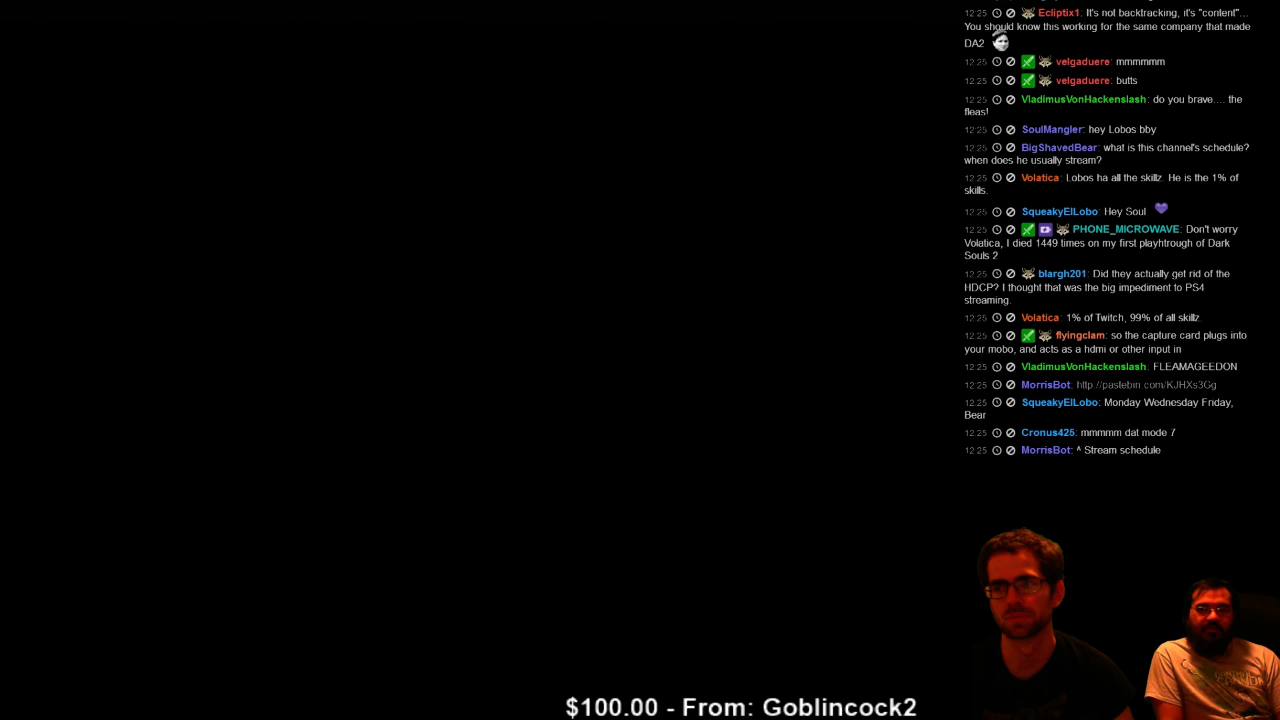 12:25 Ecliptix1: It's not backtracking, it's "content"...
You should know this working for the same company that made
DA2
12:25 velgaduere: mmmmmm
12:25 velgaduere: butts
12:25 VladimusVonHackenslash: do you brave.... the
fleas!
12:25 SoulMangler: hey Lobos bby
12:25 BigShavedBear: what is this channel's schedule?
when does he usually stream?
12:25 Volatica: Lobos ha all the skillz. He is the 1% of
skills.
12:25 SqueakyElLobo: Hey Soul
12:25 PHONE_MICROWAVE: Don't worry
Volatica, I died 1449 times on my first playhtrough of Dark
Souls 2
12:25 blargh201: Did they actually get rid of the
HDCP? I thought that was the big impediment to PS4
streaming.
12:25 Volatica: 1% of Twitch, 99% of all skillz.
12:25 flyingclam: so the capture card plugs into
your mobo, and acts as a hdmi or other input in
12:25 VladimusVonHackenslash: FLEAMAGEEDON
12:25 MorrisBot: http://pastebin.com/KJHXs3Gg
12:25 SqueakyElLobo: Monday Wednesday Friday,
Bear
12:25 Cronus425: mmmmm dat mode 7
12:25 MorrisBot: ^ Stream schedule
$100.00 - From: Goblincock2